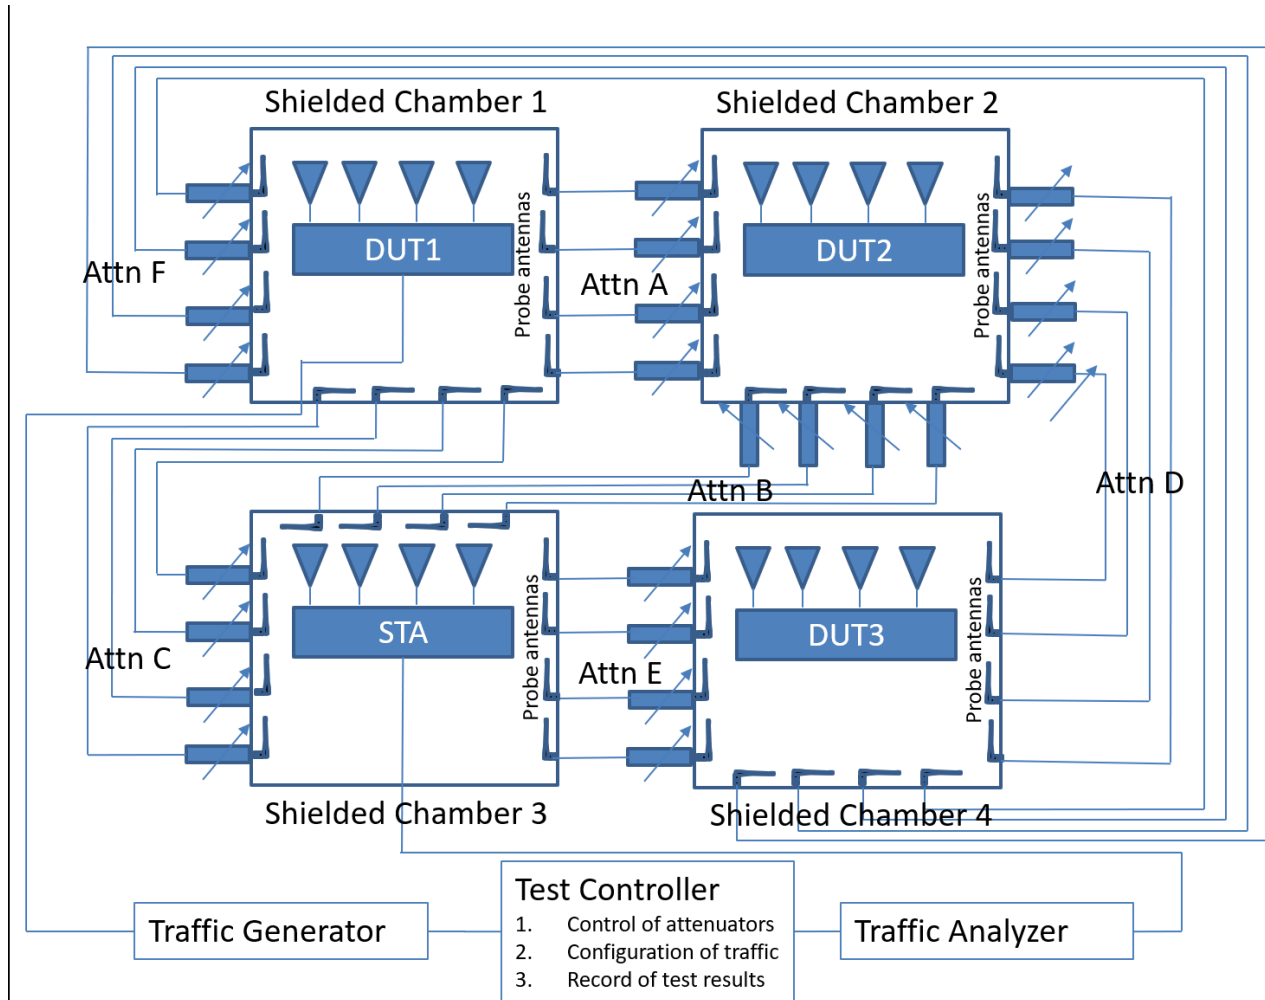 Shielded Chamber 1
Shielded Chamber 2
DUT1
DUT2
Probe antennas
Probe antennas
Attn F
Attn A
Attn B
Attn D
STA
DUT3
Probe antennas
Probe antennas
Attn C
Attn E
Shielded Chamber 3
Shielded Chamber 4
Traffic Generator
Test Controller
1. Control of attenuators
2. Configuration of traffic
3. Record of test results
Traffic Analyzer